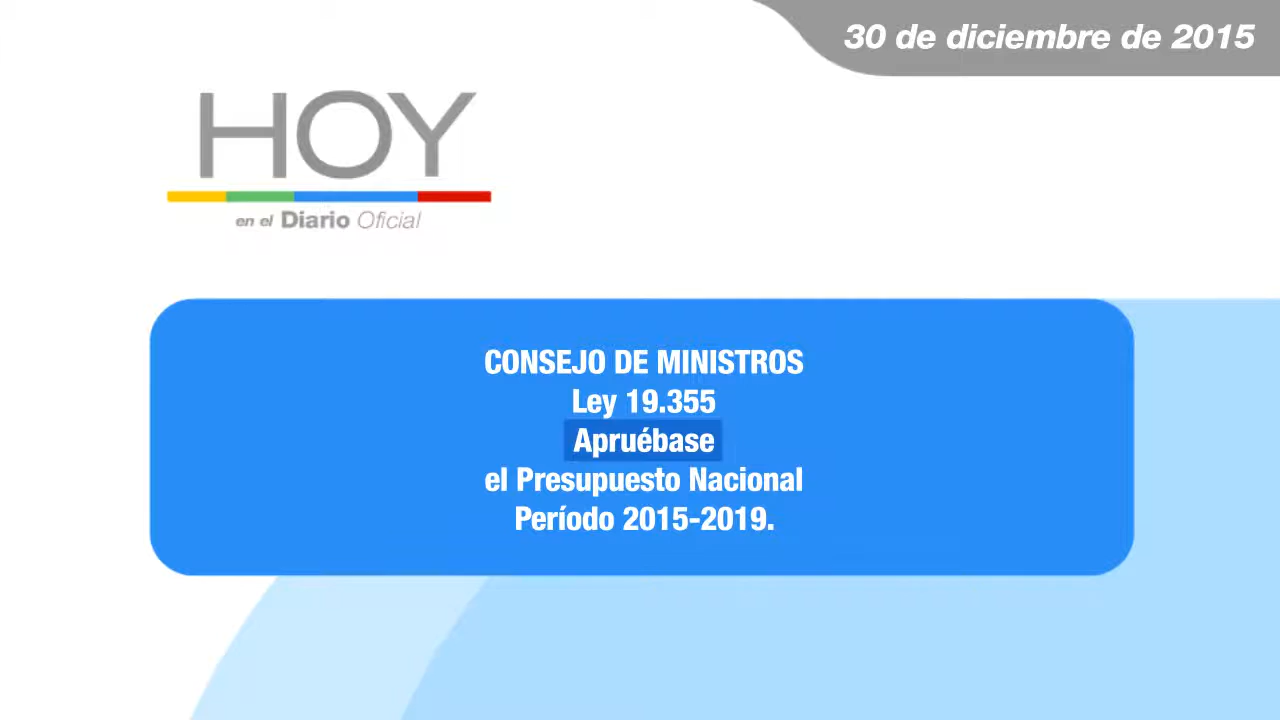 30 de diciembre de 2015
HOY
en el Diario Oficial
CONSEJO DE MINISTROS
Ley 19.355
Apruébase
el Presupuesto Nacional
Período 2015-2019.